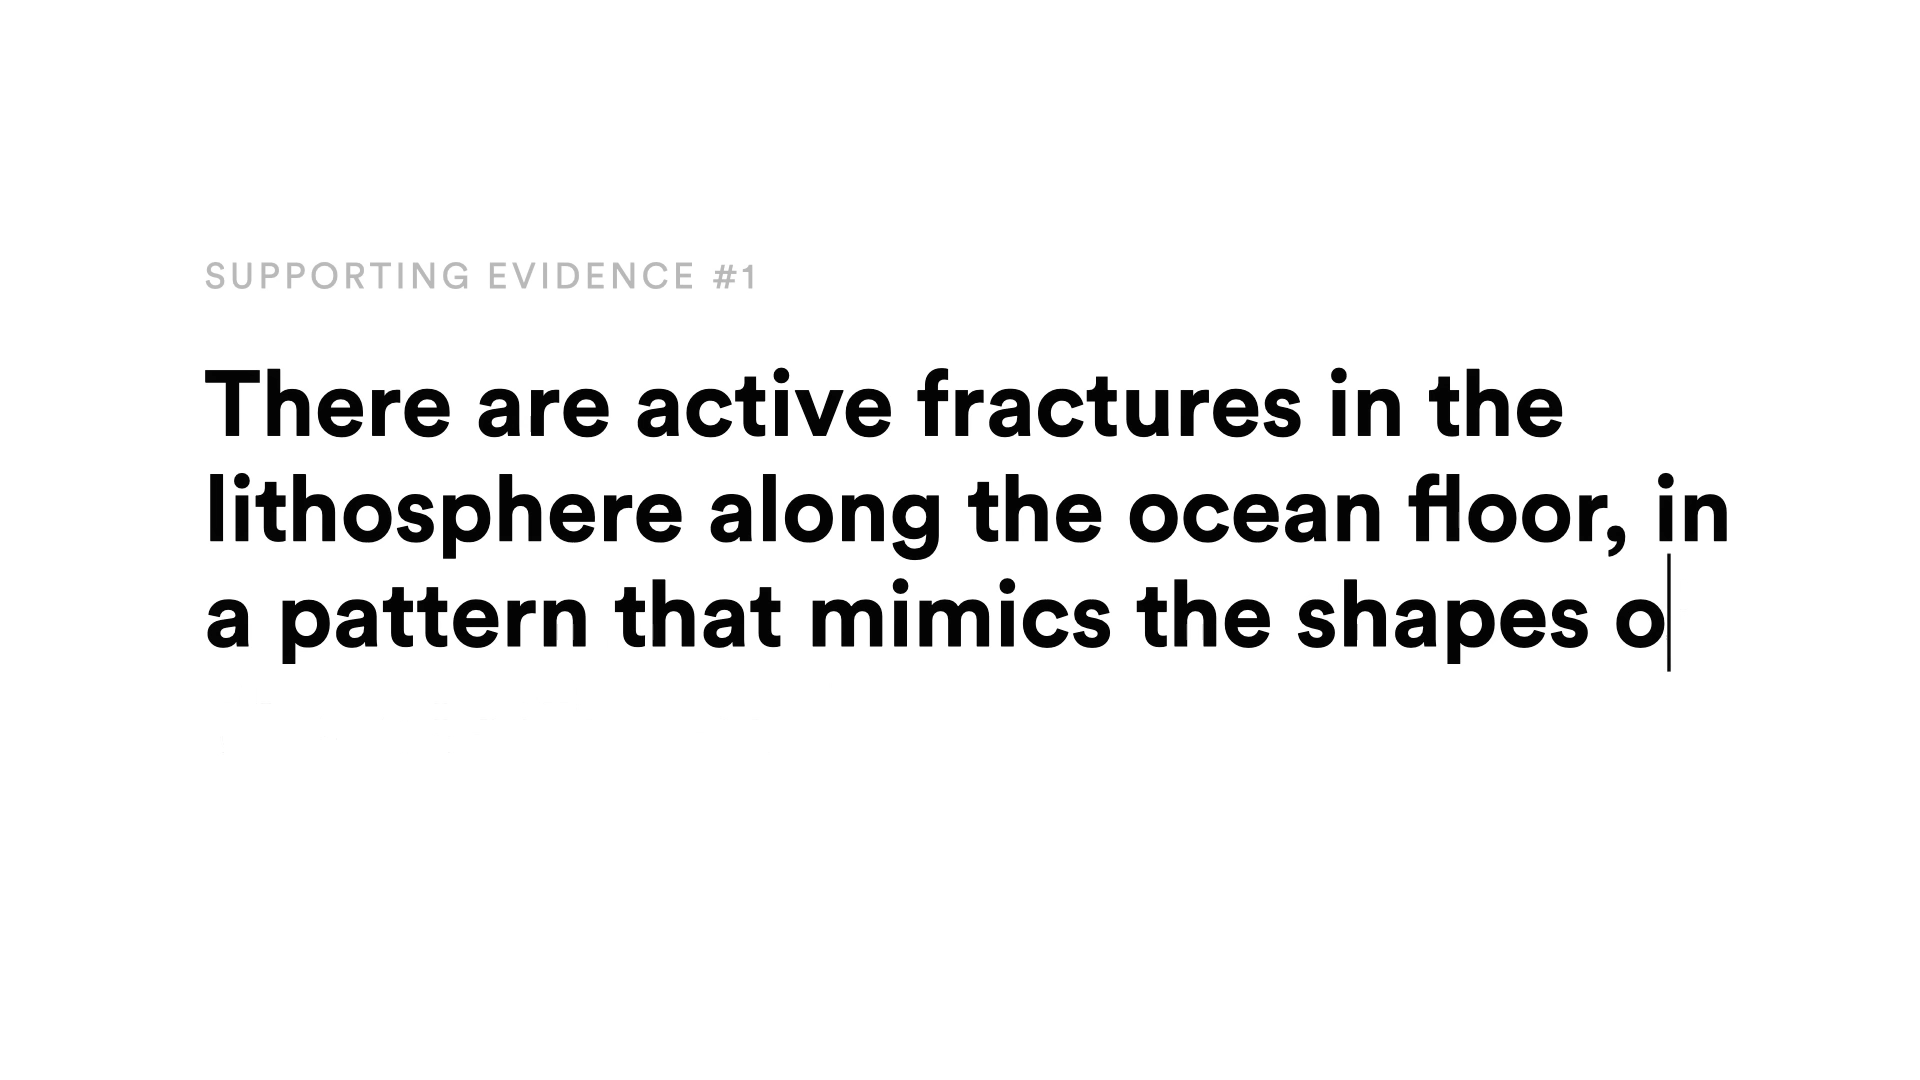 SUPPORTING EVIDENCE #1
There are active fractures in the
lithosphere along the ocean floor, in
a pattern that mimics the shapes o